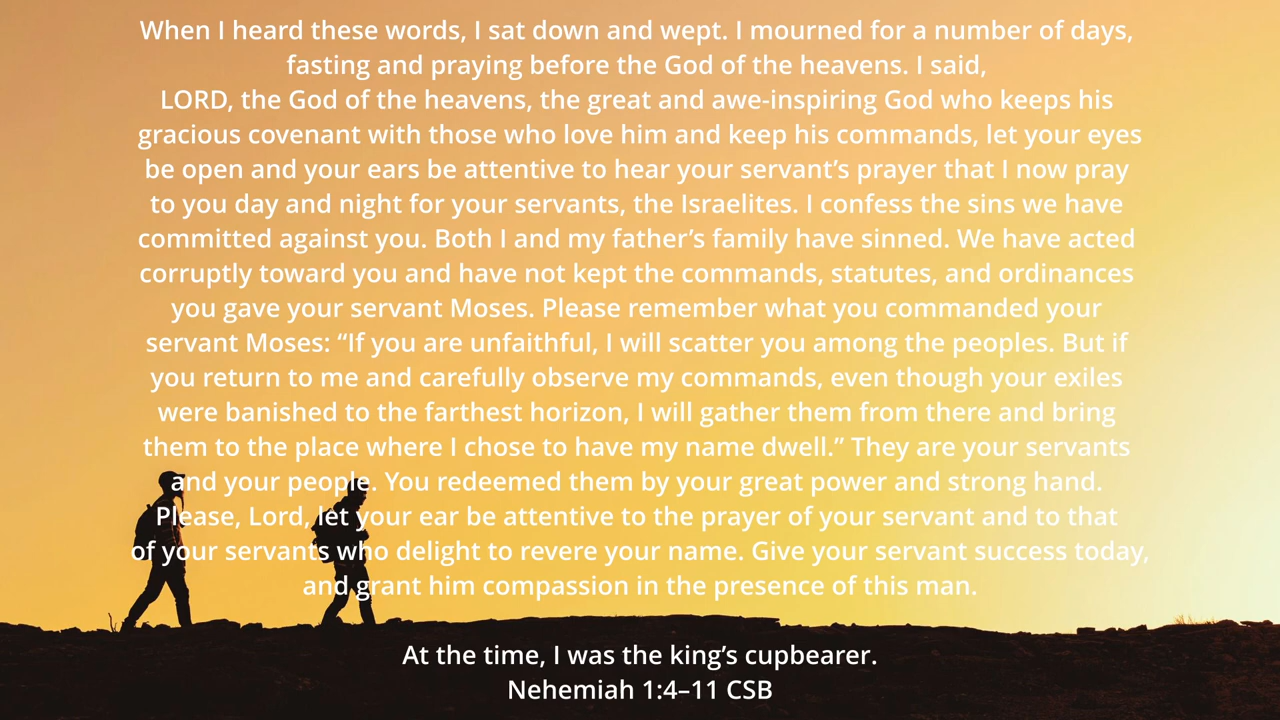 When I heard these words, I sat down and wept. I mourned for a number of days,
fasting and praying before the God of the heavens. I said,
LORD, the God of the heavens, the great and awe-inspiring God who keeps his
gracious covenant with those who love him and keep his commands, let your eyes
be open and your ears be attentive to hear your servant’s prayer that I now pray
to you day and night for your servants, the Israelites. I confess the sins we have
committed against you. Both I and my father’s family have sinned. We have acted
corruptly toward you and have not kept the commands, statutes, and ordinances
you gave your servant Moses. Please remember what you commanded your
servant Moses: “If you are unfaithful, I will scatter you among the peoples. But if
you return to me and carefully observe my commands, even though your exiles
were banished to the farthest horizon, I will gather them from there and bring
them to the place where I chose to have my name dwell.” They are your servants
and your people. You redeemed them by your great power and strong hand.
Please, Lord, let your ear be attentive to the prayer of your servant and to that
of your servants who delight to revere your name. Give your servant success today,
and grant him compassion in the presence of this man.
At the time, I was the king’s cupbearer.
Nehemiah 1:4–11 CSB